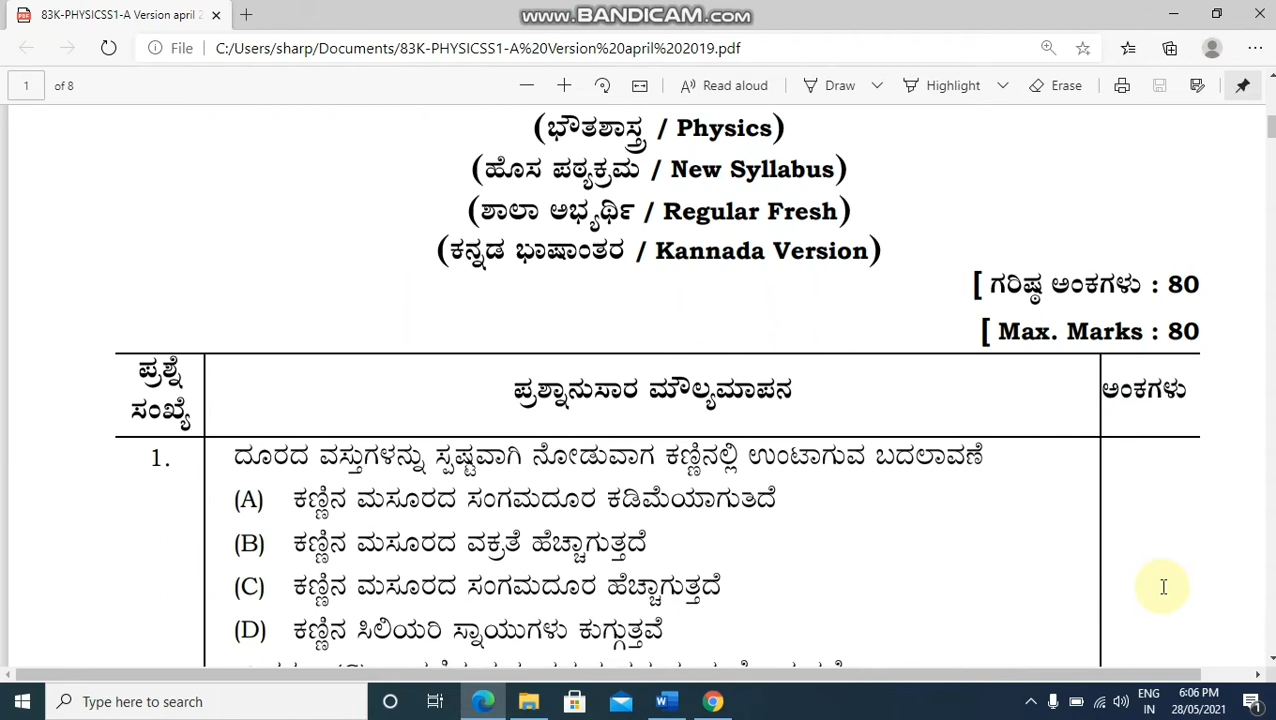 www.BANDICAM.com
83K-PHYSICSS1-A Version april 2
File C:/Users/sharp/Documents/83K-PHYSICSS1-A%20Version%20april%202019.pdf
1 of 8
Read aloud Draw Highlight Erase
(ಭೌತಶಾಸ್ತ್ರ / Physics)
(ಹೊಸ ಪಠ್ಯಕ್ರಮ / New Syllabus)
(ಶಾಲಾ ಅಭ್ಯರ್ಥಿ / Regular Fresh)
(ಕನ್ನಡ ಭಾಷಾಂತರ / Kannada Version)
[ ಗರಿಷ್ಠ ಅಂಕಗಳು : 80
[ Max. Marks : 80
ಪ್ರಶ್ನೆ ಸಂಖ್ಯೆ
ಪ್ರಶ್ನಾನುಸಾರ ಮೌಲ್ಯಮಾಪನ
ಅಂಕಗಳು
1. ದೂರದ ವಸ್ತುಗಳನ್ನು ಸ್ಪಷ್ಟವಾಗಿ ನೋಡುವಾಗ ಕಣ್ಣಿನಲ್ಲಿ ಉಂಟಾಗುವ ಬದಲಾವಣೆ
(A) ಕಣ್ಣಿನ ಮಸೂರದ ಸಂಗಮದೂರ ಕಡಿಮೆಯಾಗುತಿದೆ
(B) ಕಣ್ಣಿನ ಮಸೂರದ ವಕ್ರತೆ ಹೆಚ್ಚಾಗುತ್ತದೆ
(C) ಕಣ್ಣಿನ ಮಸೂರದ ಸಂಗಮದೂರ ಹೆಚ್ಚಾಗುತ್ತದೆ
(D) ಕಣ್ಣಿನ ಸಿಲಿಯರಿ ಸ್ನಾಯುಗಳು ಕುಗ್ಗುತ್ತವೆ
Type here to search
ENG 6:06 PM
IN 28/05/2021